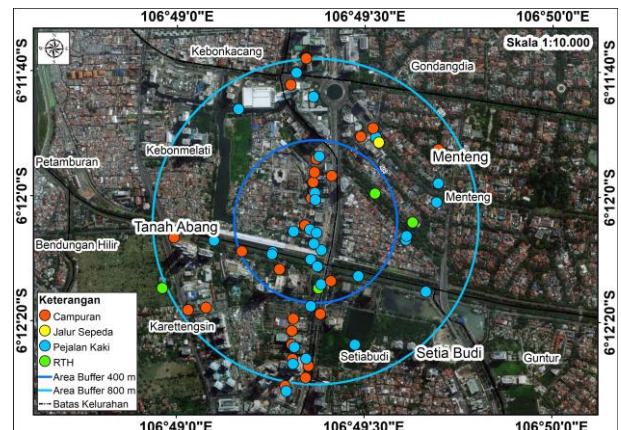 106°49'0"E 106°49'30"E 106°50'0"E
Skala 1:10.000
Kebonkacang
Gondangdia
6°11'40"S 6°11'40"S
Kebonmelati
Petamburan
Menteng
Menteng
6°12'0"S 6°12'0"S
Tanah Abang
Bendungan Hilir
Keterangan
Campuran
Jalur Sepeda
Pejalan Kaki
RTH
Area Buffer 400 m
Area Buffer 800 m
Batas Kelurahan
Karettengsin
6°12'20"S 6°12'20"S
Setiabudi
Setia Budi
Guntur
106°49'0"E 106°49'30"E 106°50'0"E